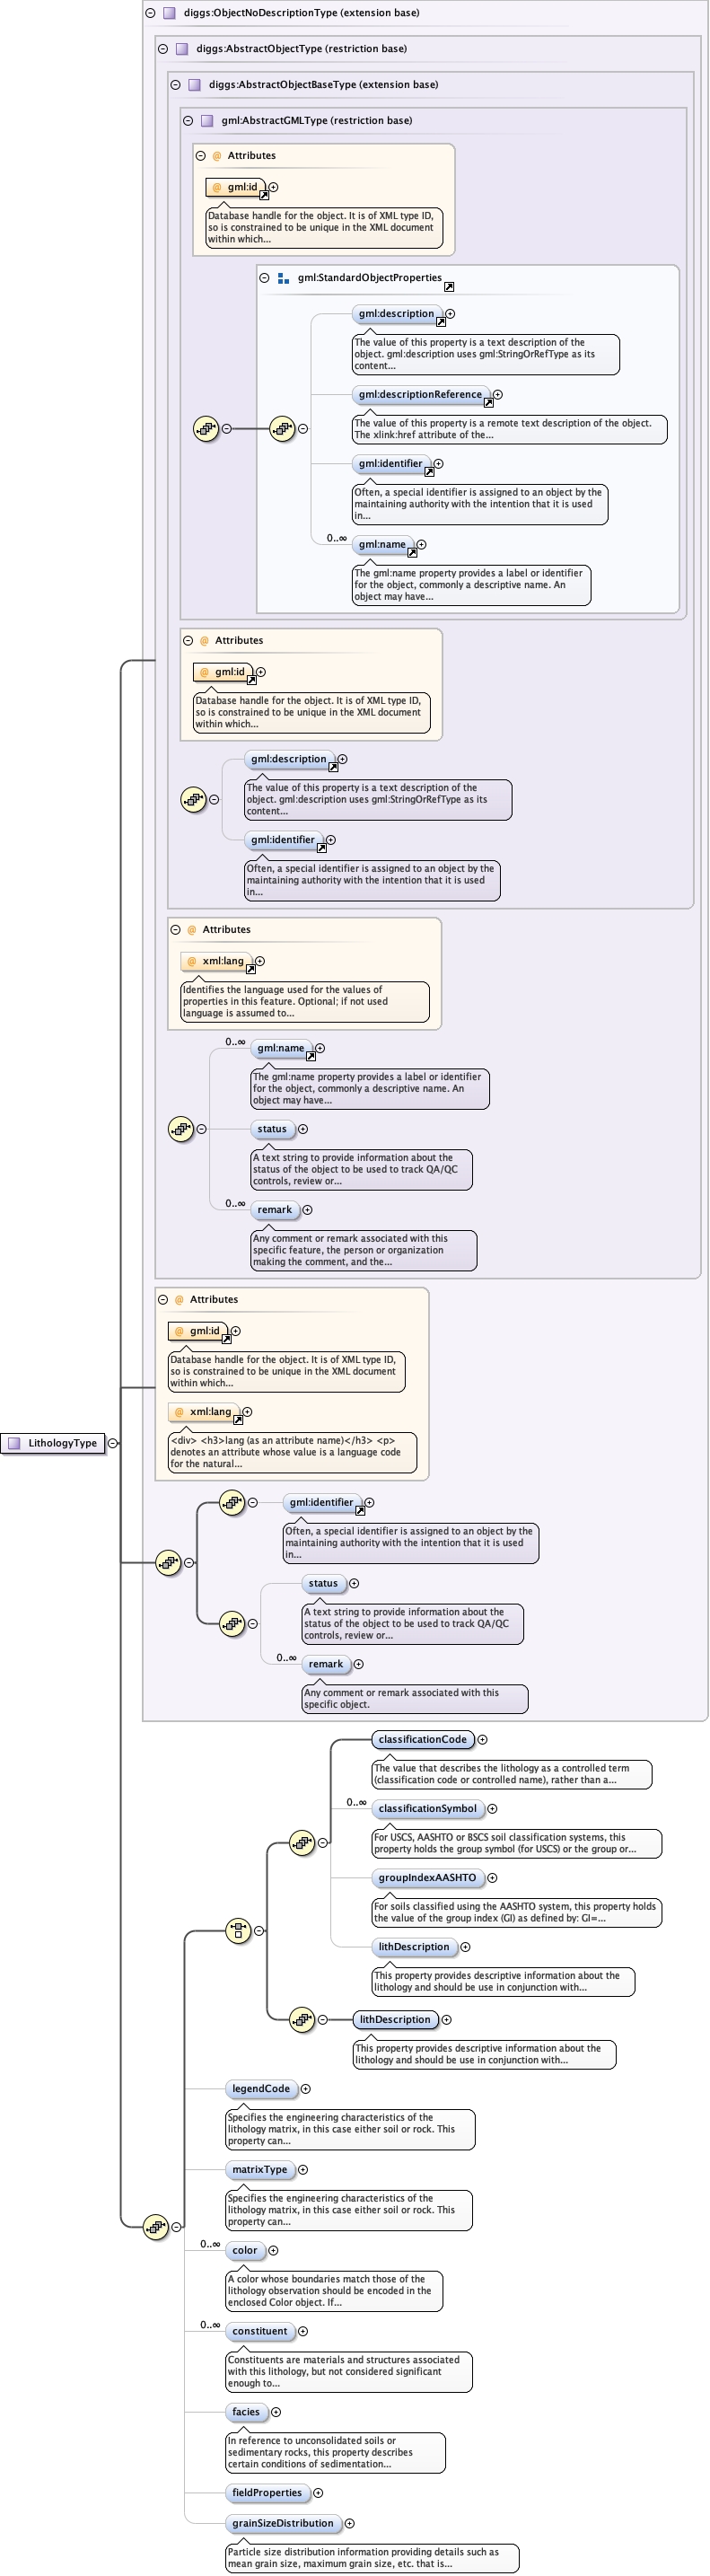 diggs:ObjectNoDescriptionType (extension base)
diggs:AbstractObjectType (restriction base)
diggs:AbstractObjectBaseType (extension base)
gml:AbstractGMLType (restriction base)
@ Attributes
@ gml:id
Database handle for the object. It is of XML type ID,
so is constrained to be unique in the XML document
within which...
gml:StandardObjectProperties
gml:description
The value of this property is a text description of the
object. gml:description uses gml:StringOrRefType as its
content...
gml:descriptionReference
The value of this property is a remote text description of the object.
The xlink:href attribute of the...
gml:identifier
Often, a special identifier is assigned to an object by the
maintaining authority with the intention that it is used
in...
0..∞
gml:name
The gml:name property provides a label or identifier
for the object, commonly a descriptive name. An
object may have...
@ Attributes
@ gml:id
Database handle for the object. It is of XML type ID,
so is constrained to be unique in the XML document
within which...
gml:description
The value of this property is a text description of the
object. gml:description uses gml:StringOrRefType as its
content...
gml:identifier
Often, a special identifier is assigned to an object by the
maintaining authority with the intention that it is used
in...
@ Attributes
@ xml:lang
Identifies the language used for the values of
properties in this feature. Optional; if not used
language is assumed to...
0..∞
gml:name
The gml:name property provides a label or identifier
for the object, commonly a descriptive name. An
object may have...
status
A text string to provide information about the
status of the object to be used to track QA/QC
controls, review or...
0..∞
remark
Any comment or remark associated with this
specific feature, the person or organization
making the comment, and the...
@ Attributes
@ gml:id
Database handle for the object. It is of XML type ID,
so is constrained to be unique in the XML document
within which...
@ xml:lang
<div> <h3>lang (as an attribute name)</h3> <p>
denotes an attribute whose value is a language code
for the natural...
LithologyType
gml:identifier
Often, a special identifier is assigned to an object by the
maintaining authority with the intention that it is used
in...
status
A text string to provide information about the
status of the object to be used to track QA/QC
controls, review or...
0..∞
remark
Any comment or remark associated with this
specific object.
classificationCode
The value that describes the lithology as a controlled term
(classification code or controlled name), rather than a...
0..∞
classificationSymbol
For USCS, AASHTO or BSCS soil classification systems, this
property holds the group symbol (for USCS) or the group or...
groupIndexAASHTO
For soils classified using the AASHTO system, this property holds
the value of the group index (GI) as defined by: GI=...
lithDescription
This property provides descriptive information about the
lithology and should be use in conjunction with...
lithDescription
This property provides descriptive information about the
lithology and should be use in conjunction with...
legendCode
Specifies the engineering characteristics of the
lithology matrix, in this case either soil or rock. This
property can...
matrixType
Specifies the engineering characteristics of the
lithology matrix, in this case either soil or rock. This
property can...
0..∞
color
A color whose boundaries match those of the
lithology observation should be encoded in the
enclosed Color object. If...
0..∞
constituent
Constituents are materials and structures associated
with this lithology, but not considered significant
enough to...
facies
In reference to unconsolidated soils or
sedimentary rocks, this property describes
certain conditions of sedimentation...
fieldProperties
grainSizeDistribution
Particle size distribution information providing details such as
mean grain size, maximum grain size, etc. that is...